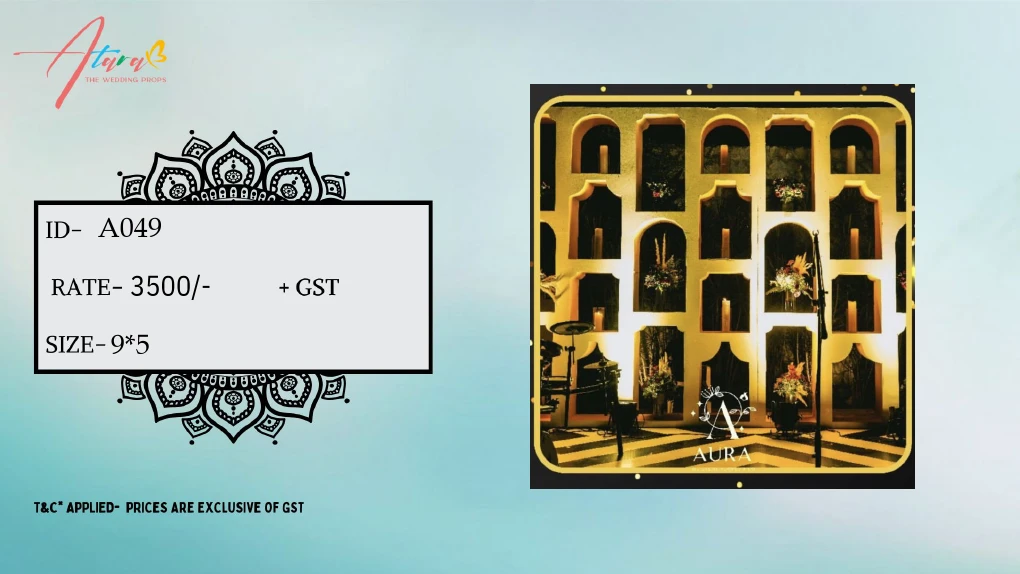 Atara
THE WEDDING PROPS
ID- A049
RATE- 3500/- + GST
SIZE- 9*5
T&C* APPLIED- PRICES ARE EXCLUSIVE OF GST
A
AURA